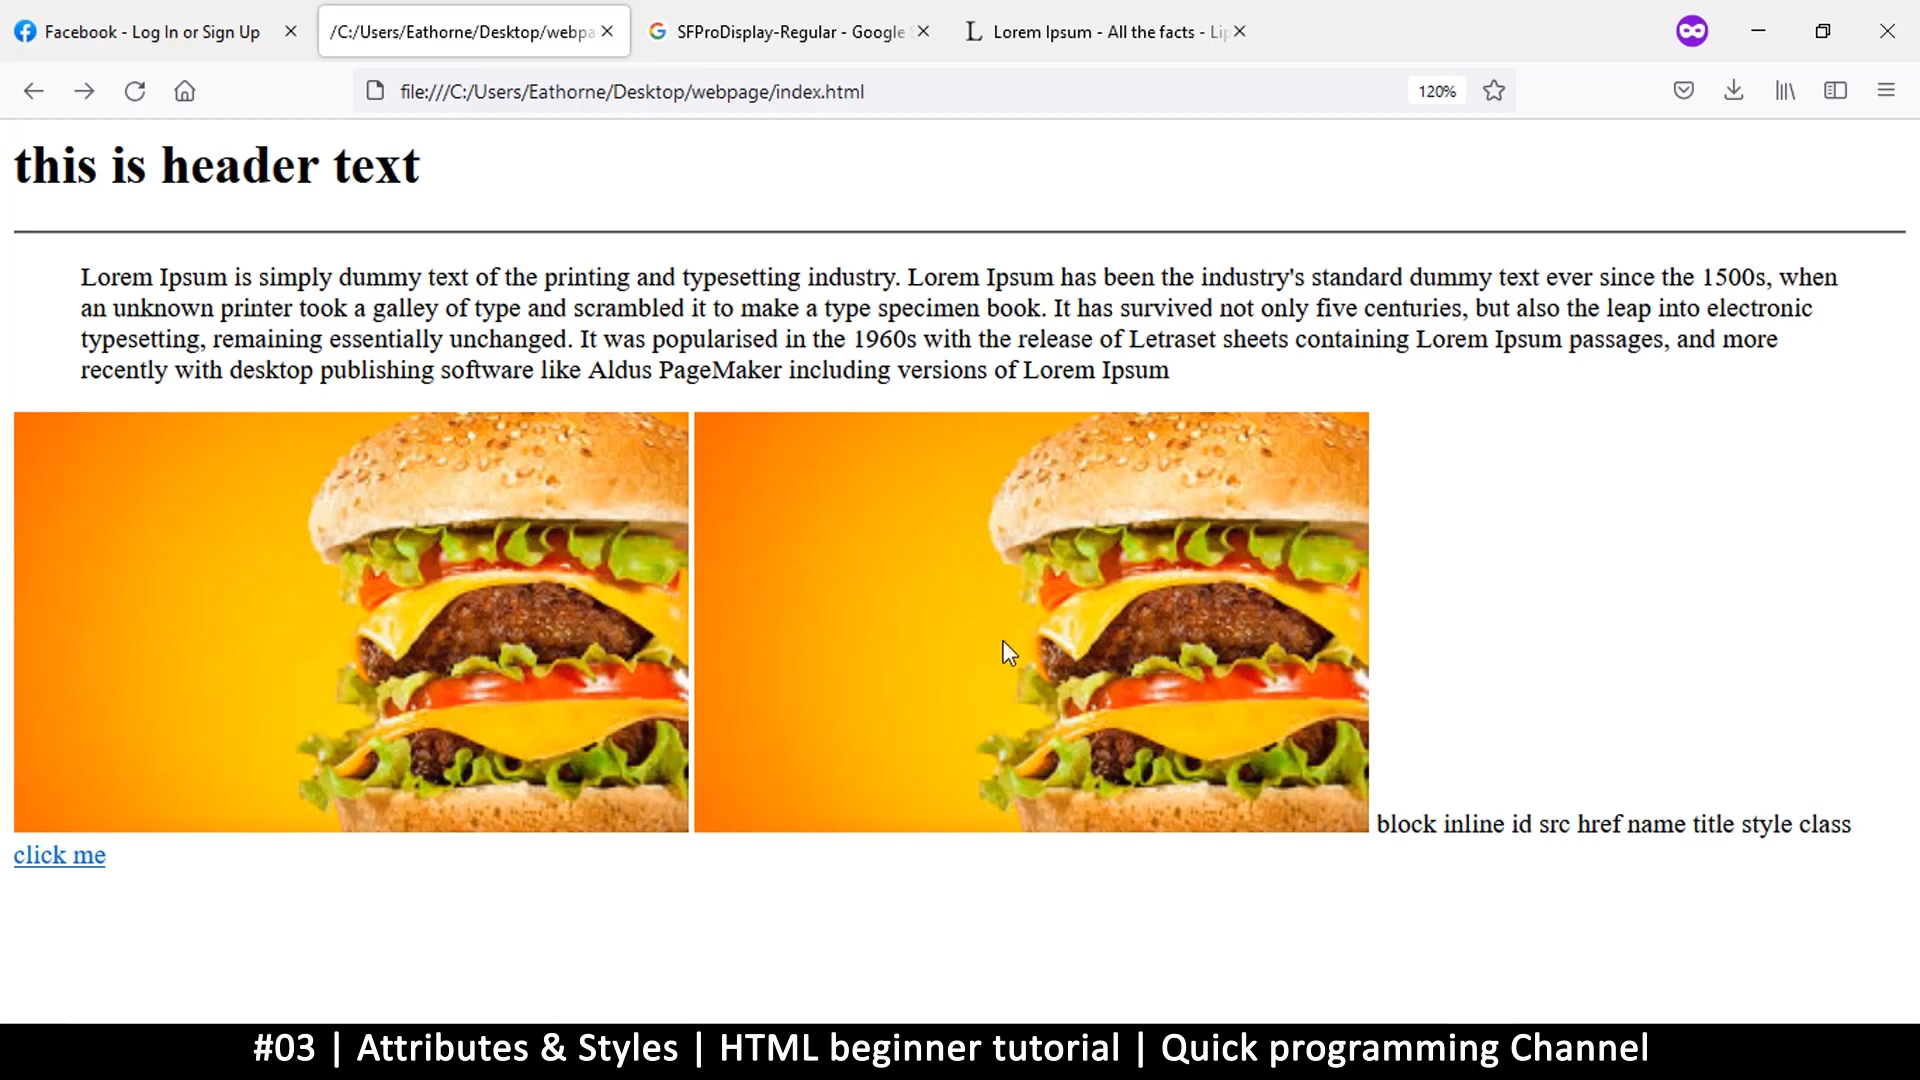 Facebook - Log In or Sign Up
/C:/Users/Eathorne/Desktop/webpa
SFProDisplay-Regular - Google
Lorem Ipsum - All the facts - Lip
file:///C:/Users/Eathorne/Desktop/webpage/index.html
120%
this is header text
Lorem Ipsum is simply dummy text of the printing and typesetting industry. Lorem Ipsum has been the industry's standard dummy text ever since the 1500s, when
an unknown printer took a galley of type and scrambled it to make a type specimen book. It has survived not only five centuries, but also the leap into electronic
typesetting, remaining essentially unchanged. It was popularised in the 1960s with the release of Letraset sheets containing Lorem Ipsum passages, and more
recently with desktop publishing software like Aldus PageMaker including versions of Lorem Ipsum
block inline id src href name title style class
click me
#03 | Attributes & Styles | HTML beginner tutorial | Quick programming Channel